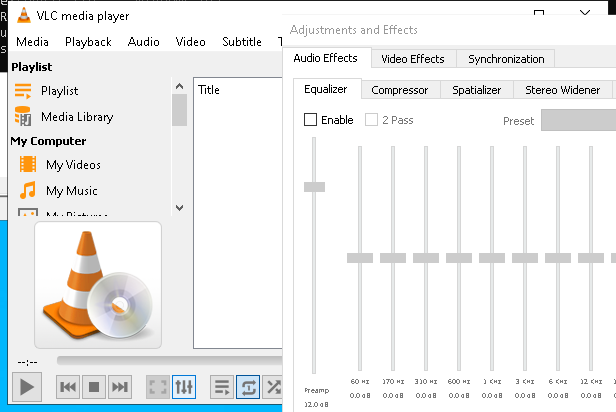 VLC media player
Media Playback Audio Video Subtitle
Playlist
Playlist
Media Library
My Computer
My Videos
My Music
My Pictures
Title
--:--
Adjustments and Effects
Audio Effects Video Effects Synchronization
Equalizer Compressor Spatializer Stereo Widener
Enable 2 Pass Preset
60 Hz 170 Hz 310 Hz 600 Hz 1 KHz 3 KHz 6 KHz 12 KHz
Preamp 0.0 dB 0.0 dB 0.0 dB 0.0 dB 0.0 dB 0.0 dB 0.0 dB 0.0 dB
12.0 dB